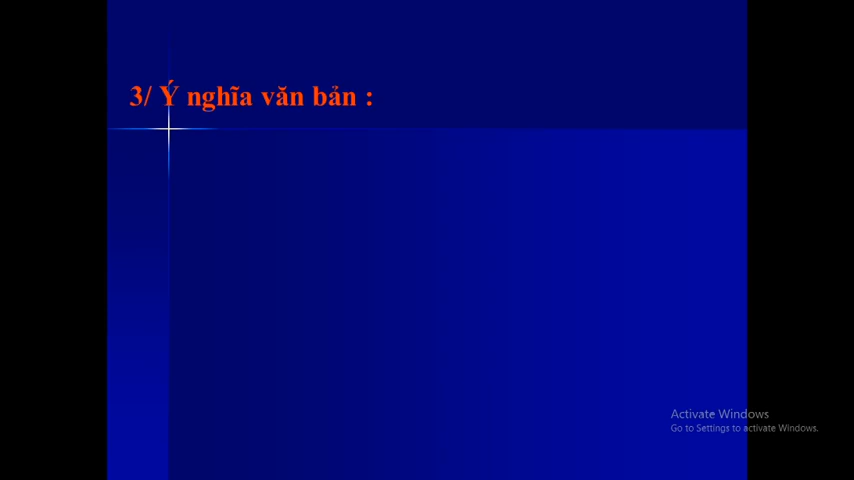 3/ Ý nghĩa văn bản :
Activate Windows
Go to Settings to activate Windows.